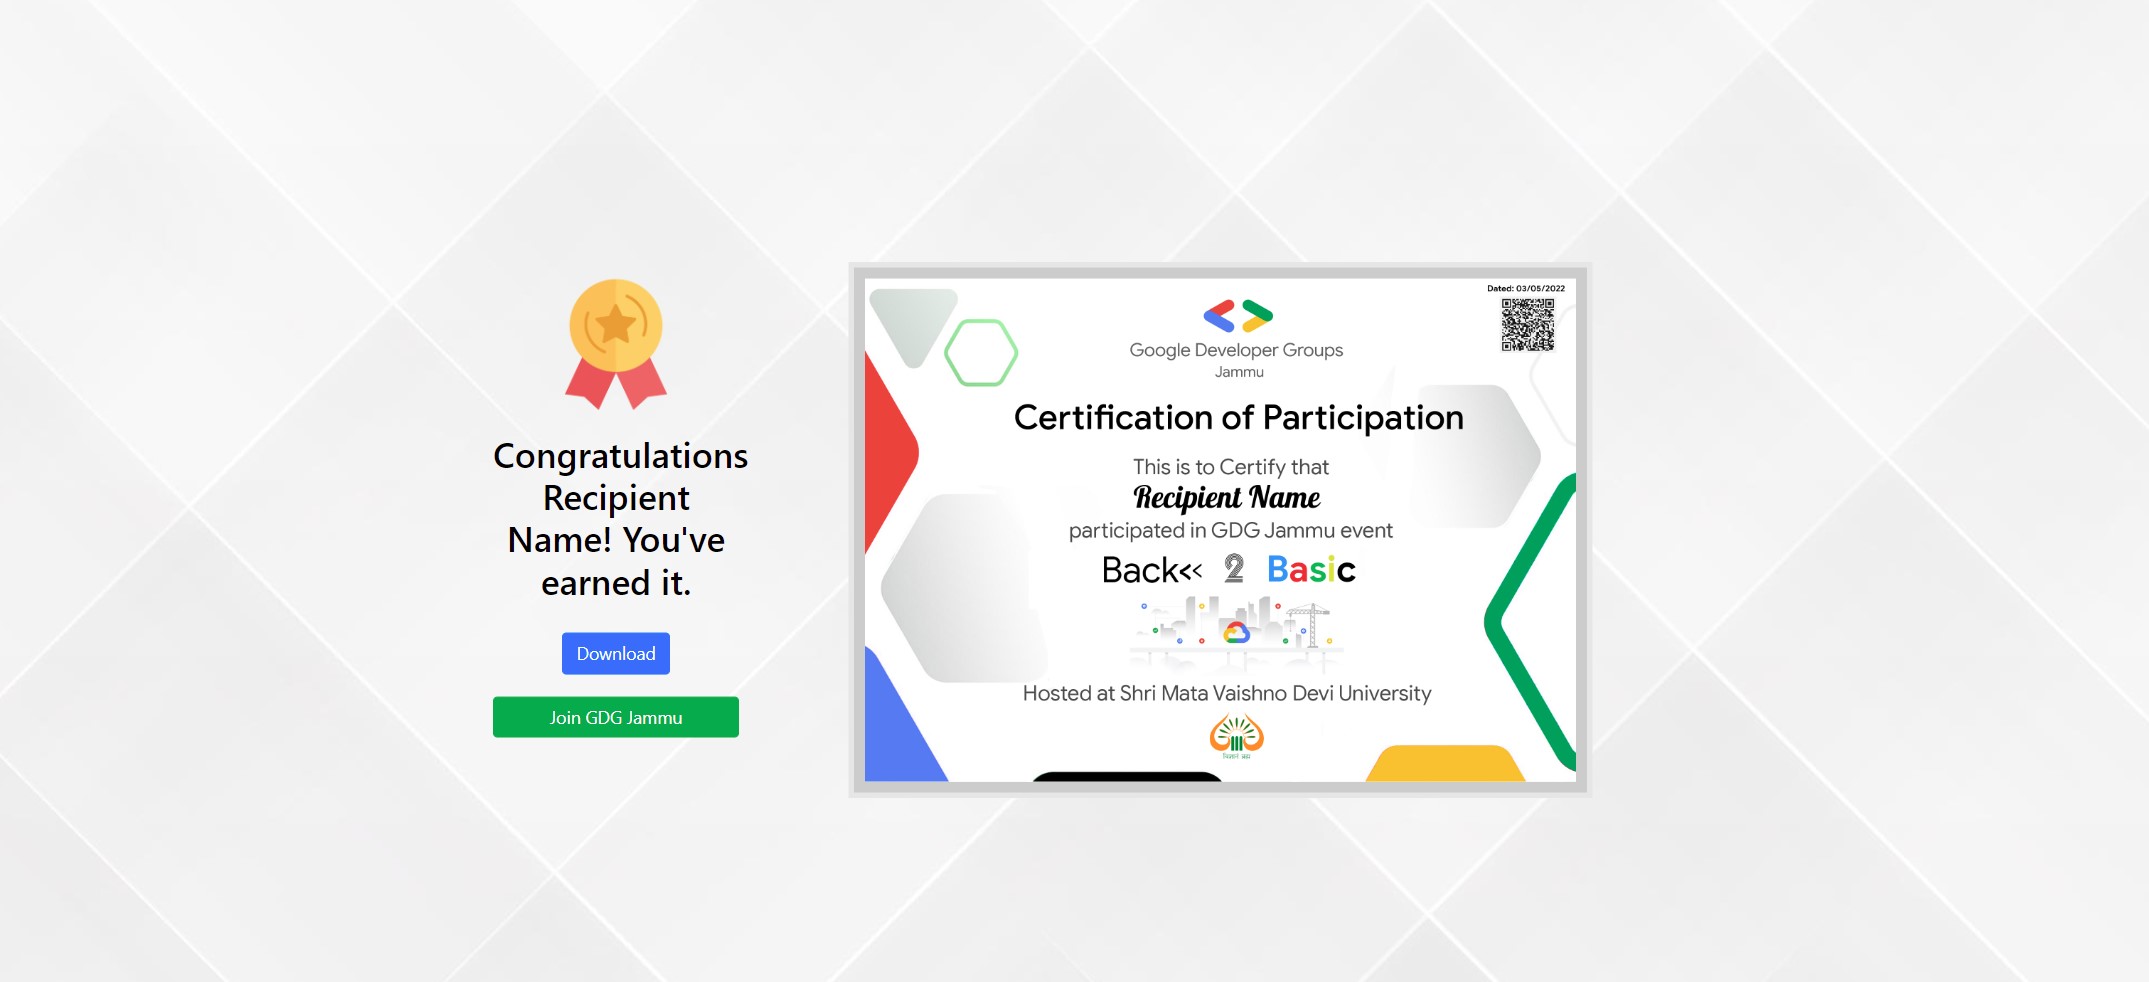 Congratulations
Recipient
Name! You've
earned it.
Download
Join GDG Jammu
Dated: 03/05/2022
Google Developer Groups
Jammu
Certification of Participation
This is to Certify that
Recipient Name
participated in GDG Jammu event
Back<< 2 Basic
Hosted at Shri Mata Vaishno Devi University